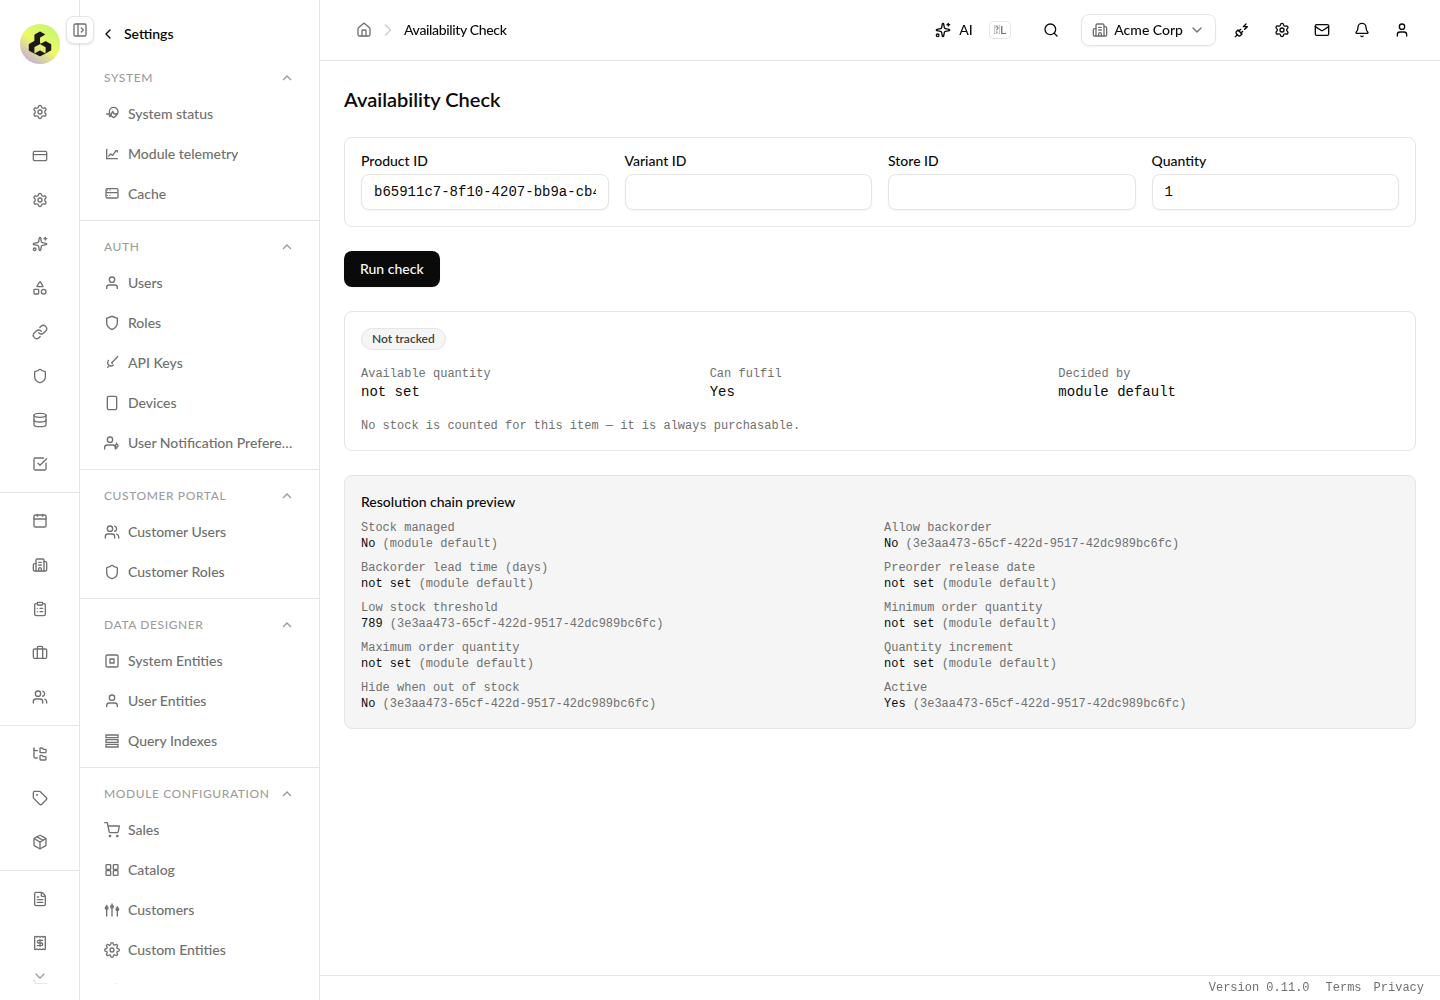 Settings
SYSTEM
System status
Module telemetry
Cache
AUTH
Users
Roles
API Keys
Devices
User Notification Prefere...
CUSTOMER PORTAL
Customer Users
Customer Roles
DATA DESIGNER
System Entities
User Entities
Query Indexes
MODULE CONFIGURATION
Sales
Catalog
Customers
Custom Entities
Availability Check
AI
L
Acme Corp
Availability Check
Product ID
Variant ID
Store ID
Quantity
b65911c7-8f10-4207-bb9a-cb4
1
Run check
Not tracked
Available quantity
Can fulfil
Decided by
not set
Yes
module default
No stock is counted for this item — it is always purchasable.
Resolution chain preview
Stock managed
No (module default)
Allow backorder
No (3e3aa473-65cf-422d-9517-42dc989bc6fc)
Backorder lead time (days)
not set (module default)
Preorder release date
not set (module default)
Low stock threshold
789 (3e3aa473-65cf-422d-9517-42dc989bc6fc)
Minimum order quantity
not set (module default)
Maximum order quantity
not set (module default)
Quantity increment
not set (module default)
Hide when out of stock
No (3e3aa473-65cf-422d-9517-42dc989bc6fc)
Active
Yes (3e3aa473-65cf-422d-9517-42dc989bc6fc)
Version 0.11.0
Terms
Privacy